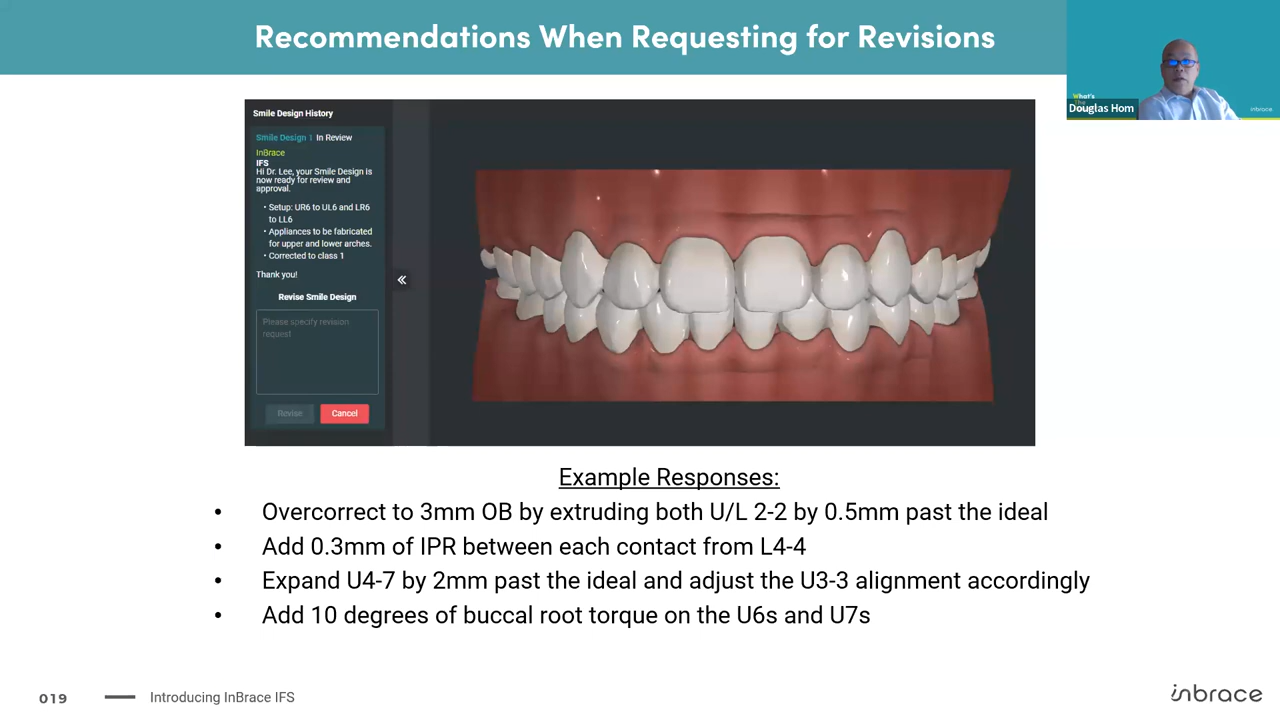 Recommendations When Requesting for Revisions
What's
The
Douglas Hom
inbrace
Smile Design History
Smile Design 1 In Review
InBrace
IFS
Hi Dr. Lee, your Smile Design is
now ready for review and
approval.
• Setup: UR6 to UL6 and LR6
to LL6
• Appliances to be fabricated
for upper and lower arches.
• Corrected to class 1
Thank you!
Revise Smile Design
Please specify revision
request
Revise
Cancel
Example Responses:
• Overcorrect to 3mm OB by extruding both U/L 2-2 by 0.5mm past the ideal
• Add 0.3mm of IPR between each contact from L4-4
• Expand U4-7 by 2mm past the ideal and adjust the U3-3 alignment accordingly
• Add 10 degrees of buccal root torque on the U6s and U7s
019
Introducing InBrace IFS
inbrace